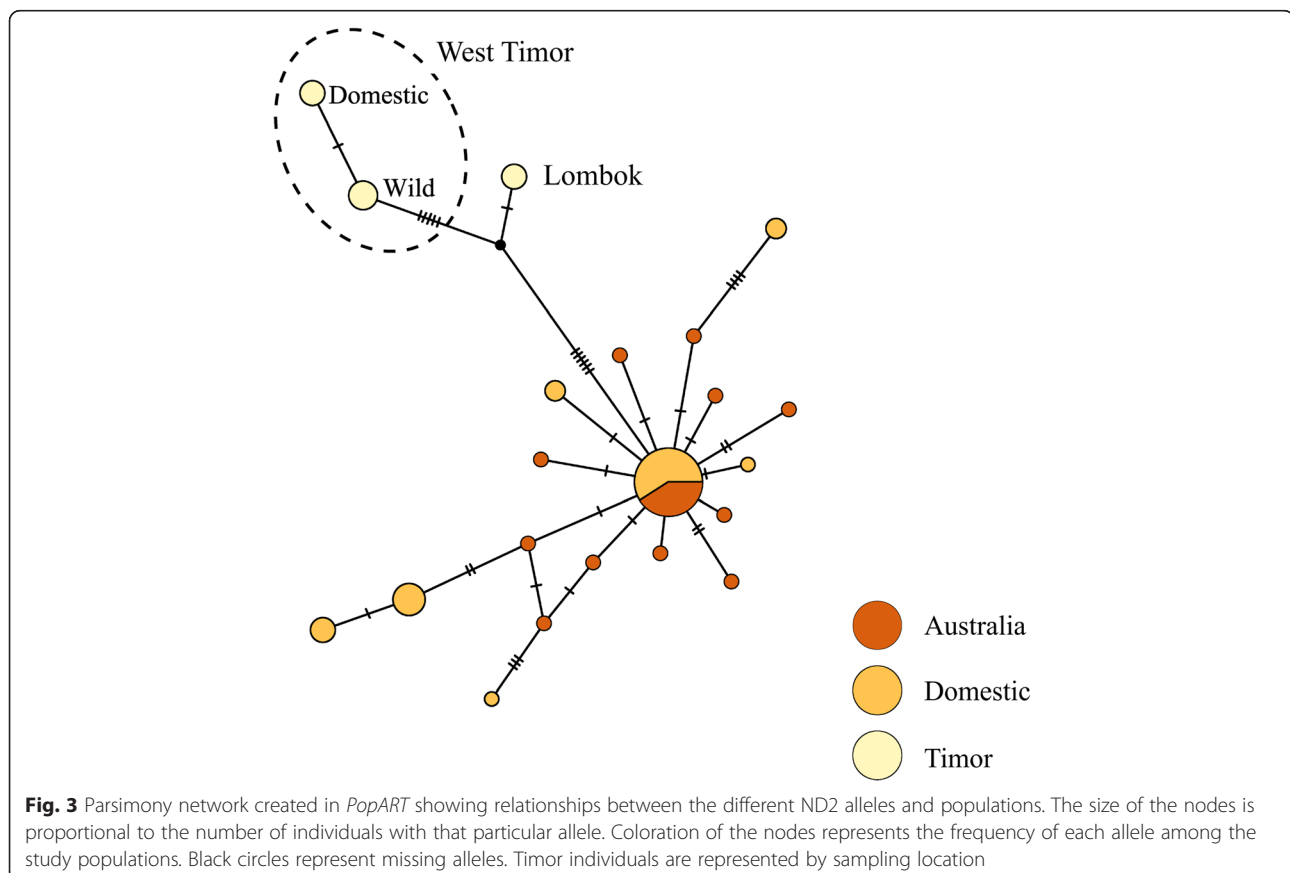 West Timor
Domestic
Wild
Lombok
Australia
Domestic
Timor
Fig. 3 Parsimony network created in PopART showing relationships between the different ND2 alleles and populations. The size of the nodes is
proportional to the number of individuals with that particular allele. Coloration of the nodes represents the frequency of each allele among the
study populations. Black circles represent missing alleles. Timor individuals are represented by sampling location